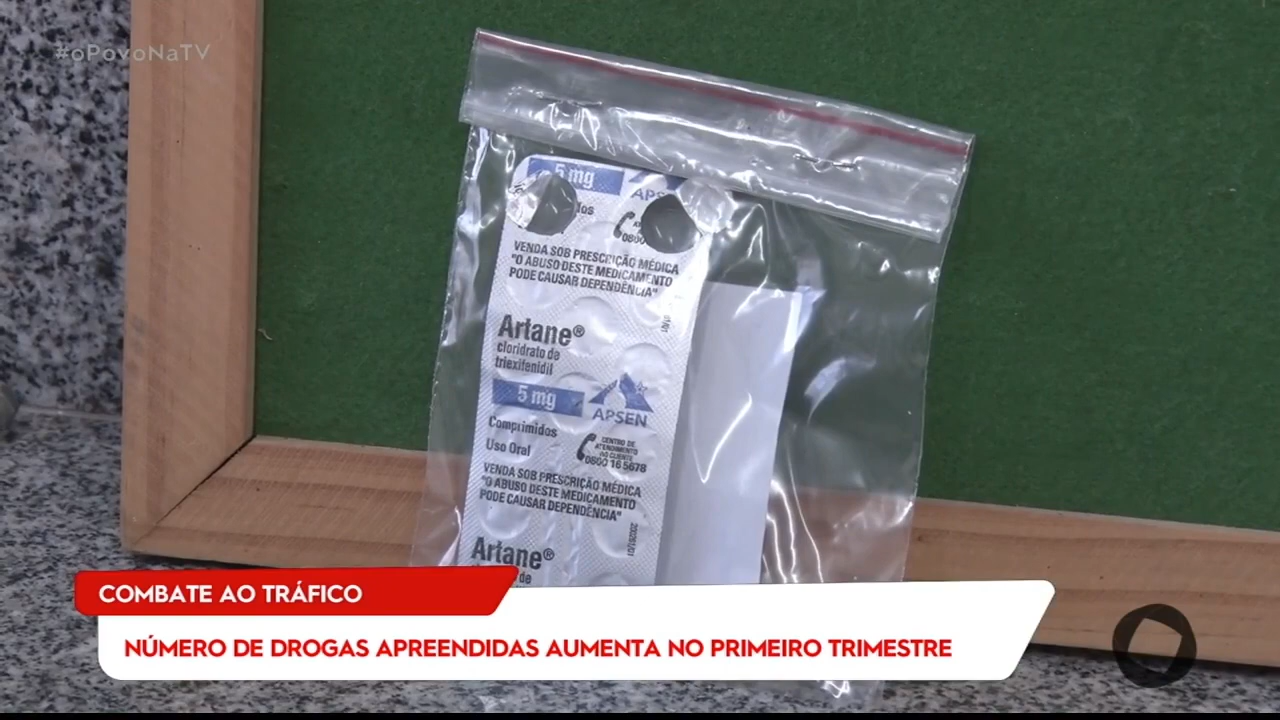 #oPovoNaTV
5 mg
APSEN
0800
VENDA SOB PRESCRIÇÃO MÉDICA
"O ABUSO DESTE MEDICAMENTO
PODE CAUSAR DEPENDÊNCIA"
Artane®
cloridrato de
triexifenidil
5 mg
APSEN
Comprimidos
Uso Oral
CENTRO DE
ATENDIMENTO
AO CLIENTE
0800 16 5678
VENDA SOB PRESCRIÇÃO MÉDICA
"O ABUSO DESTE MEDICAMENTO
PODE CAUSAR DEPENDÊNCIA"
Artane®
de
COMBATE AO TRÁFICO
NÚMERO DE DROGAS APREENDIDAS AUMENTA NO PRIMEIRO TRIMESTRE